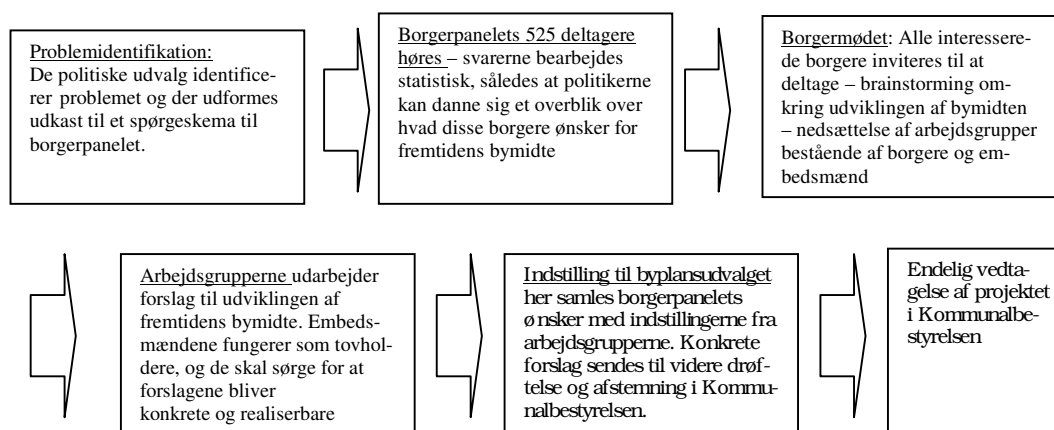 Problemidentifikation:
De politiske udvalg identifice-
rer problemet og der udformes
udkast til et spørgeskema til
borgerpanelet.
Borgerpanelets 525 deltagere
høres – svarerne bearbejdes
statistisk, således at politikerne
kan danne sig et overblik over
hvad disse borgere ønsker for
fremtidens bymidte
Borgermødet: Alle interessere-
de borgere inviteres til at
deltage – brainstorming om-
kring udviklingen af bymidten
– nedsættelse af arbejdsgrupper
bestående af borgere og em-
bedsmænd
Arbejdsgrupperne udarbejder
forslag til udviklingen af
fremtidens bymidte. Embeds-
mændene fungerer som tovhol-
dere, og de skal sørge for at
forslagene bliver
konkrete og realiserbare
Indstilling til byplansudvalget
her samles borgerpanelets
ønsker med indstillingerne fra
arbejdsgrupperne. Konkrete
forslag sendes til videre drøf-
telse og afstemning i Kommu-
nalbestyrelsen.
Endelig vedta-
gelse af projektet
i Kommunalbe-
styrelsen